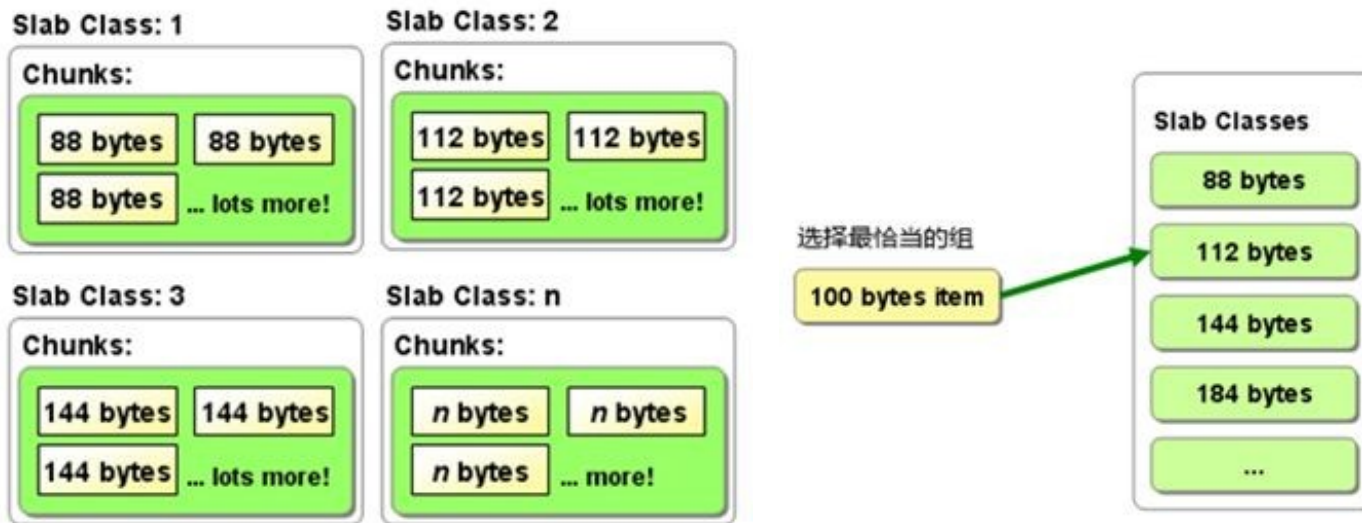 Slab Class: 1
Chunks:
88 bytes 88 bytes
88 bytes ... lots more!
Slab Class: 2
Chunks:
112 bytes 112 bytes
112 bytes ... lots more!
Slab Class: 3
Chunks:
144 bytes 144 bytes
144 bytes ... lots more!
Slab Class: n
Chunks:
n bytes n bytes
n bytes ... more!
选择最恰当的组
100 bytes item
Slab Classes
88 bytes
112 bytes
144 bytes
184 bytes
...